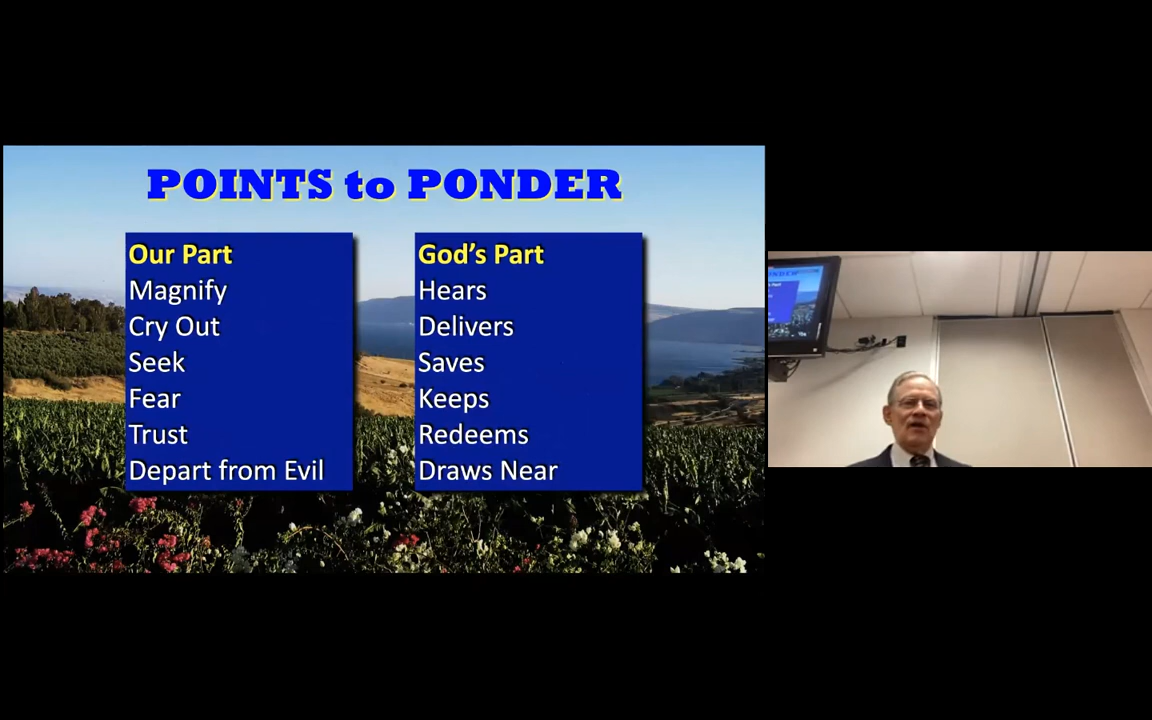 POINTS to PONDER
Our Part
Magnify
Cry Out
Seek
Fear
Trust
Depart from Evil
God's Part
Hears
Delivers
Saves
Keeps
Redeems
Draws Near